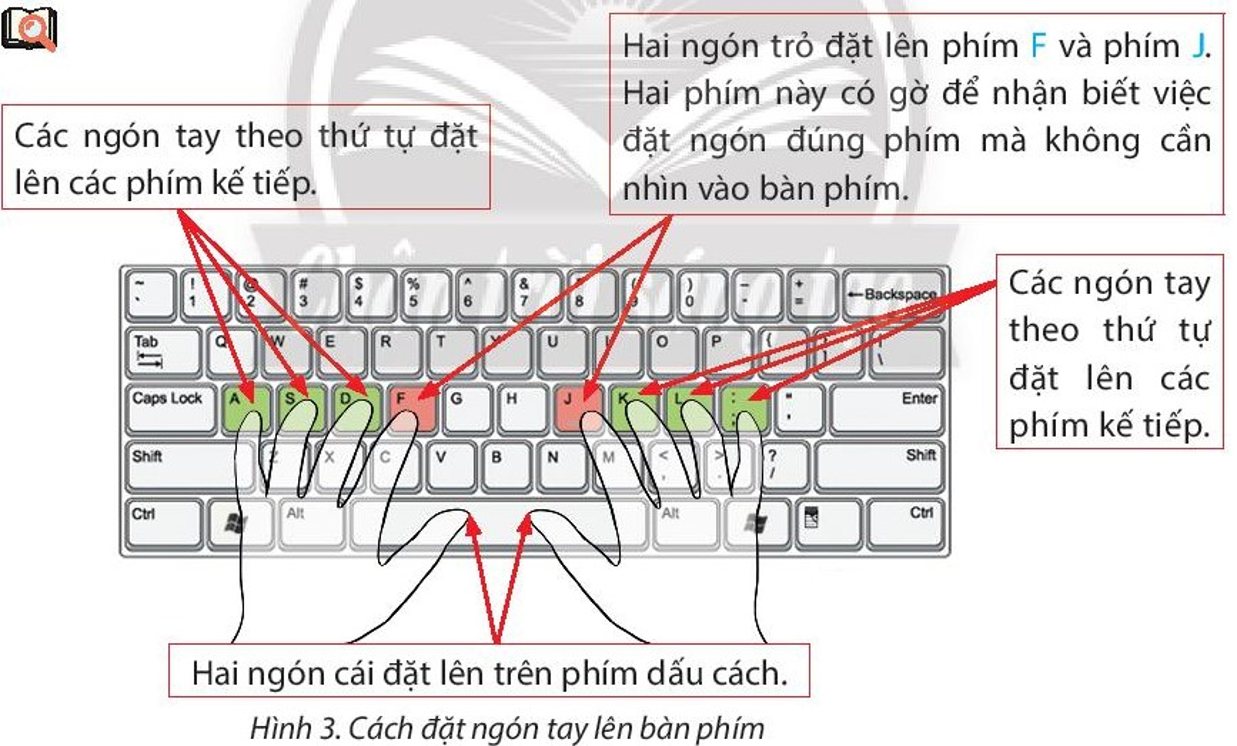 Hai ngón trỏ đặt lên phím F và phím J.
Hai phím này có gờ để nhận biết việc
đặt ngón đúng phím mà không cần
nhìn vào bàn phím.
Các ngón tay theo thứ tự đặt
lên các phím kế tiếp.
Chân trời sáng tạo
Các ngón tay
theo thứ tự
đặt lên các
phím kế tiếp.
~ ! @ # $ % ^ & * ( ) _ +
` 1 2 3 4 5 6 7 8 9 0 - = ←Backspace
Tab Q W E R T Y U I O P { } |
[ ] \
Caps Lock A S D F G H J K L : " Enter
; '
Shift Z X C V B N M < > ? Shift
, . /
Ctrl Alt Alt Ctrl
Hai ngón cái đặt lên trên phím dấu cách.
Hình 3. Cách đặt ngón tay lên bàn phím